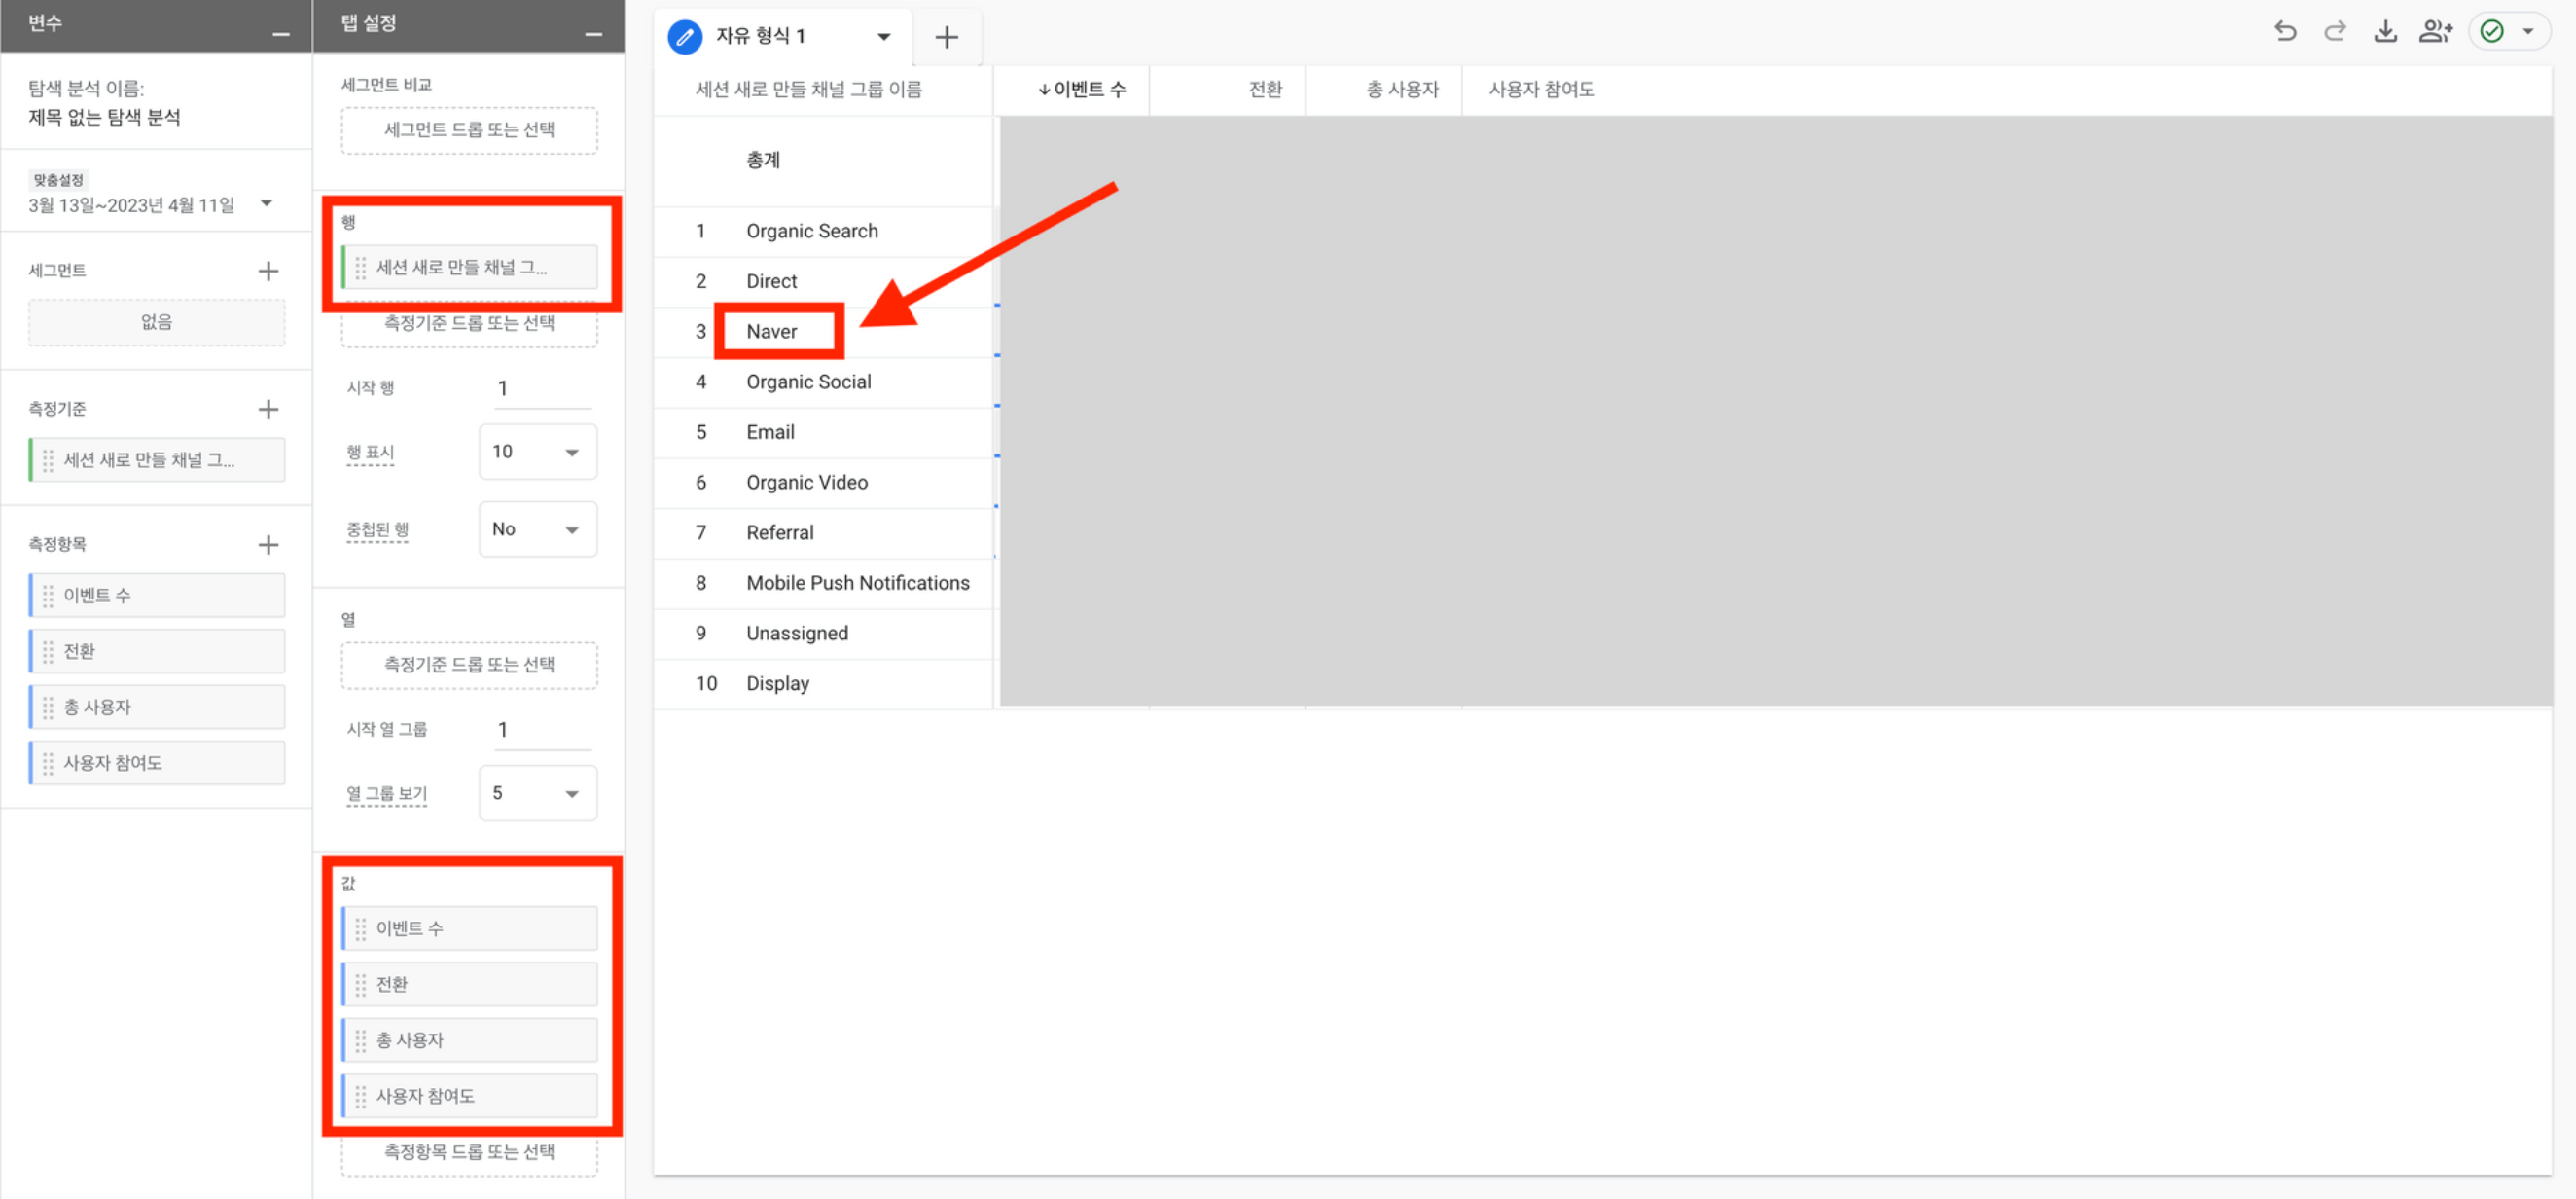 변수
탐색 분석 이름:
제목 없는 탐색 분석
맞춤설정
3월 13일~2023년 4월 11일
세그먼트
없음
측정기준
세션 새로 만들 채널 그...
측정항목
이벤트 수
전환
총 사용자
사용자 참여도
탭 설정
세그먼트 비교
세그먼트 드롭 또는 선택
행
세션 새로 만들 채널 그...
측정기준 드롭 또는 선택
시작 행 1
행 표시 10
중첩된 행 No
열
측정기준 드롭 또는 선택
시작 열 그룹 1
열 그룹 보기 5
값
이벤트 수
전환
총 사용자
사용자 참여도
측정항목 드롭 또는 선택
자유 형식 1
세션 새로 만들 채널 그룹 이름 ↓이벤트 수 전환 총 사용자 사용자 참여도
총계
1 Organic Search
2 Direct
3 Naver
4 Organic Social
5 Email
6 Organic Video
7 Referral
8 Mobile Push Notifications
9 Unassigned
10 Display